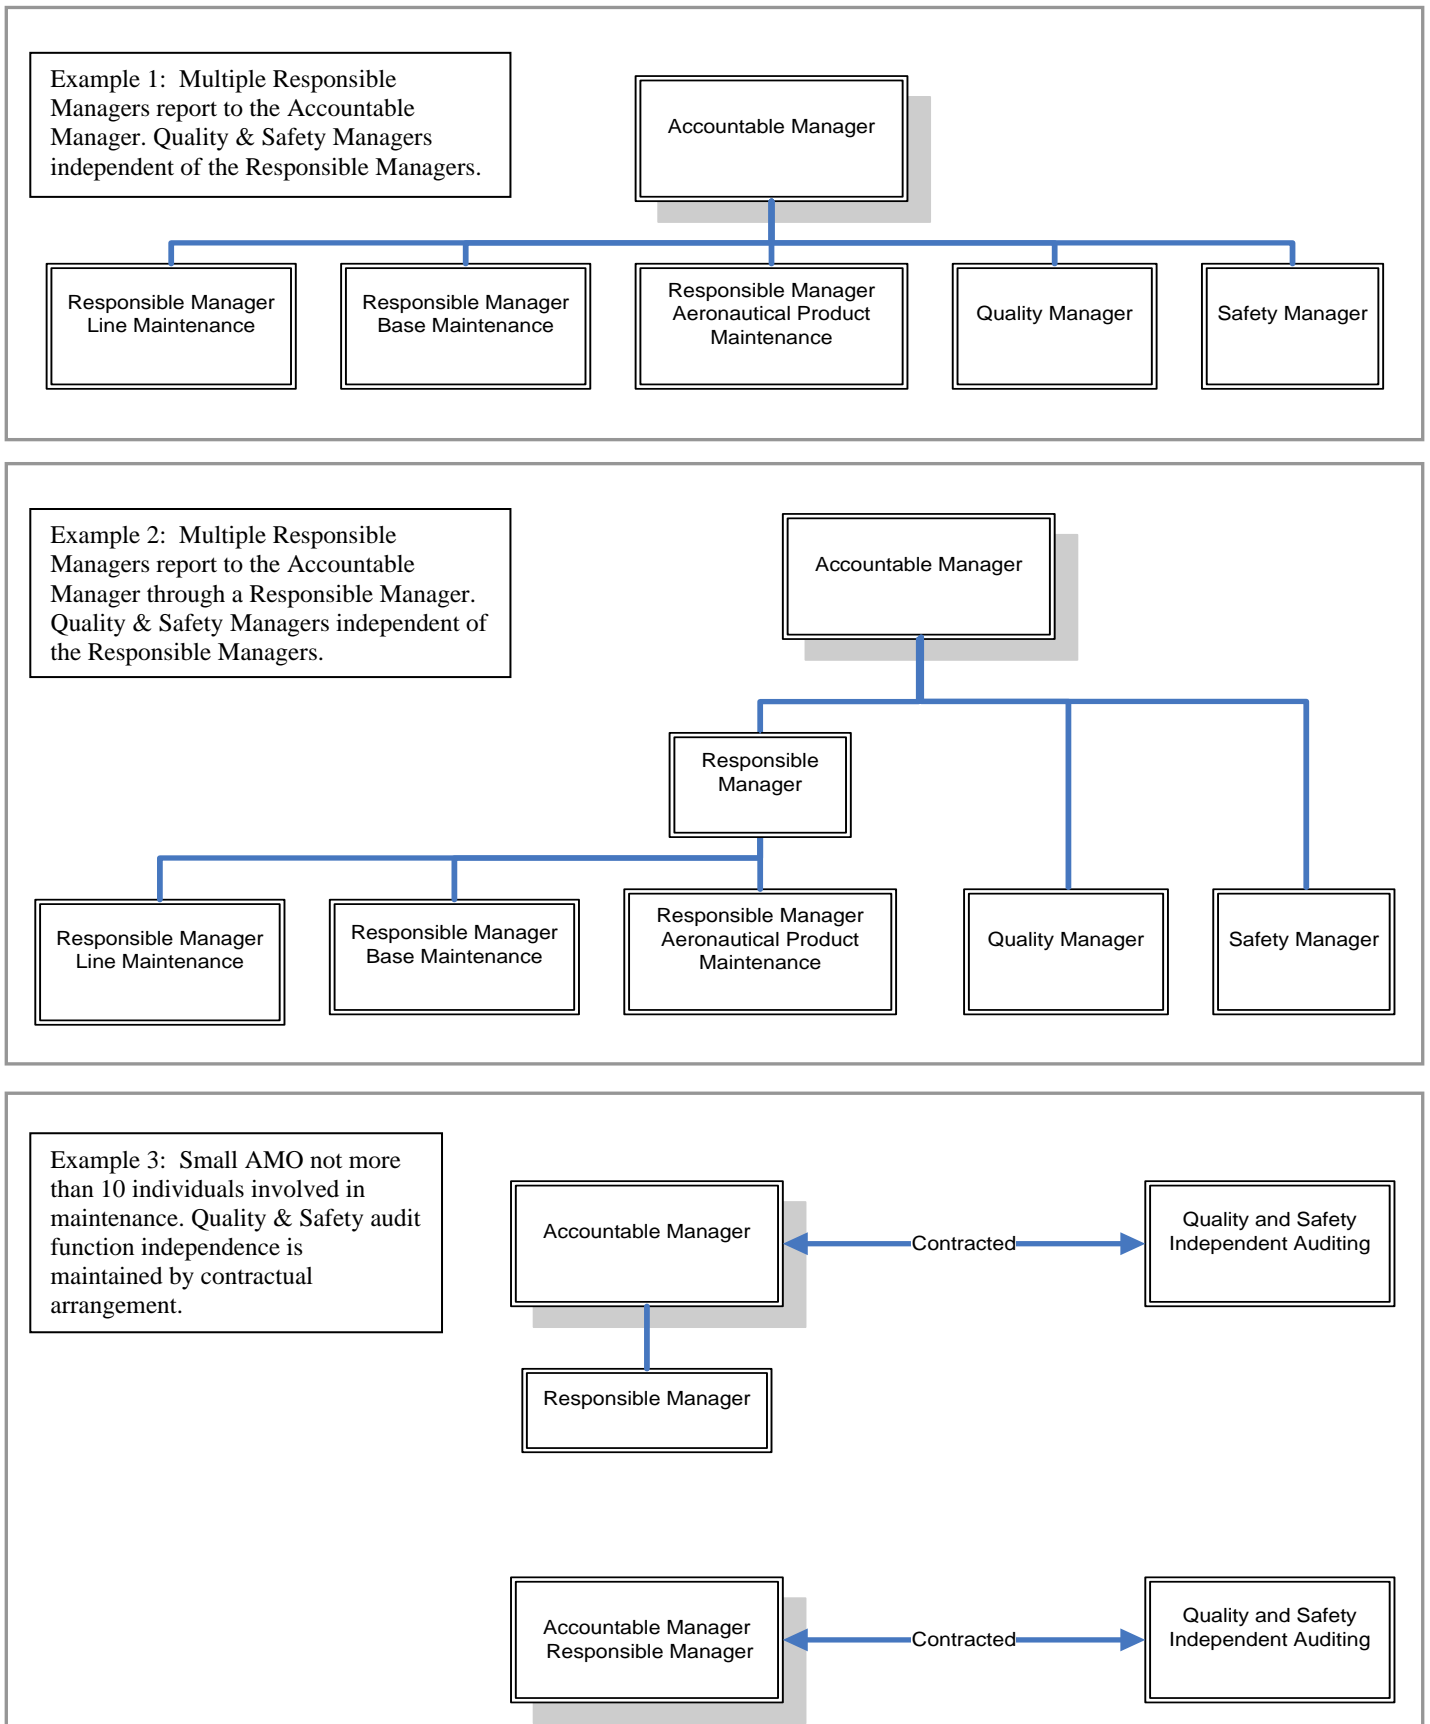 Example 1:  Multiple Responsible
Managers report to the Accountable
Manager. Quality & Safety Managers
independent of the Responsible Managers.
Accountable Manager
Responsible Manager
Line Maintenance
Responsible Manager
Base Maintenance
Responsible Manager
Aeronautical Product
Maintenance
Quality Manager
Safety Manager
Example 2:  Multiple Responsible
Managers report to the Accountable
Manager through a Responsible Manager.
Quality & Safety Managers independent of
the Responsible Managers.
Accountable Manager
Responsible
Manager
Responsible Manager
Line Maintenance
Responsible Manager
Base Maintenance
Responsible Manager
Aeronautical Product
Maintenance
Quality Manager
Safety Manager
Example 3:  Small AMO not more
than 10 individuals involved in
maintenance. Quality & Safety audit
function independence is
maintained by contractual
arrangement.
Accountable Manager
Contracted
Quality and Safety
Independent Auditing
Responsible Manager
Accountable Manager
Responsible Manager
Contracted
Quality and Safety
Independent Auditing